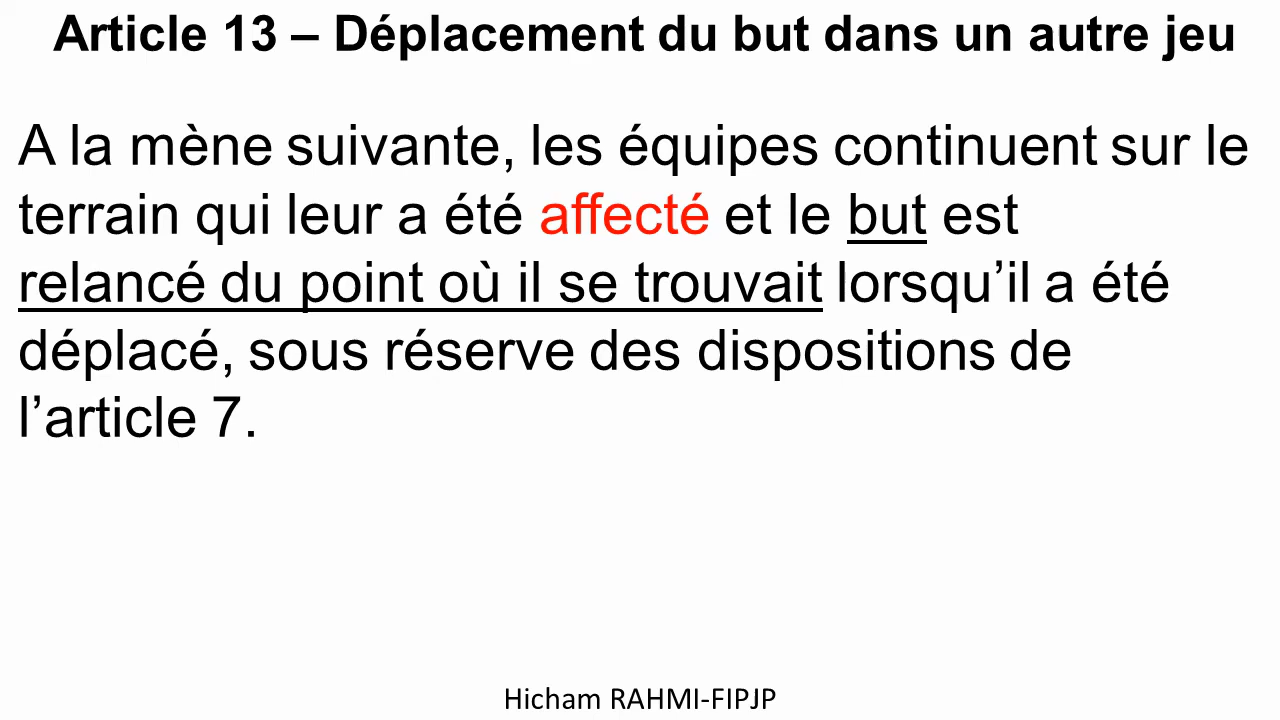 Article 13 – Déplacement du but dans un autre jeu
A la mène suivante, les équipes continuent sur le
terrain qui leur a été affecté et le but est
relancé du point où il se trouvait lorsqu’il a été
déplacé, sous réserve des dispositions de
l’article 7.
Hicham RAHMI-FIPJP